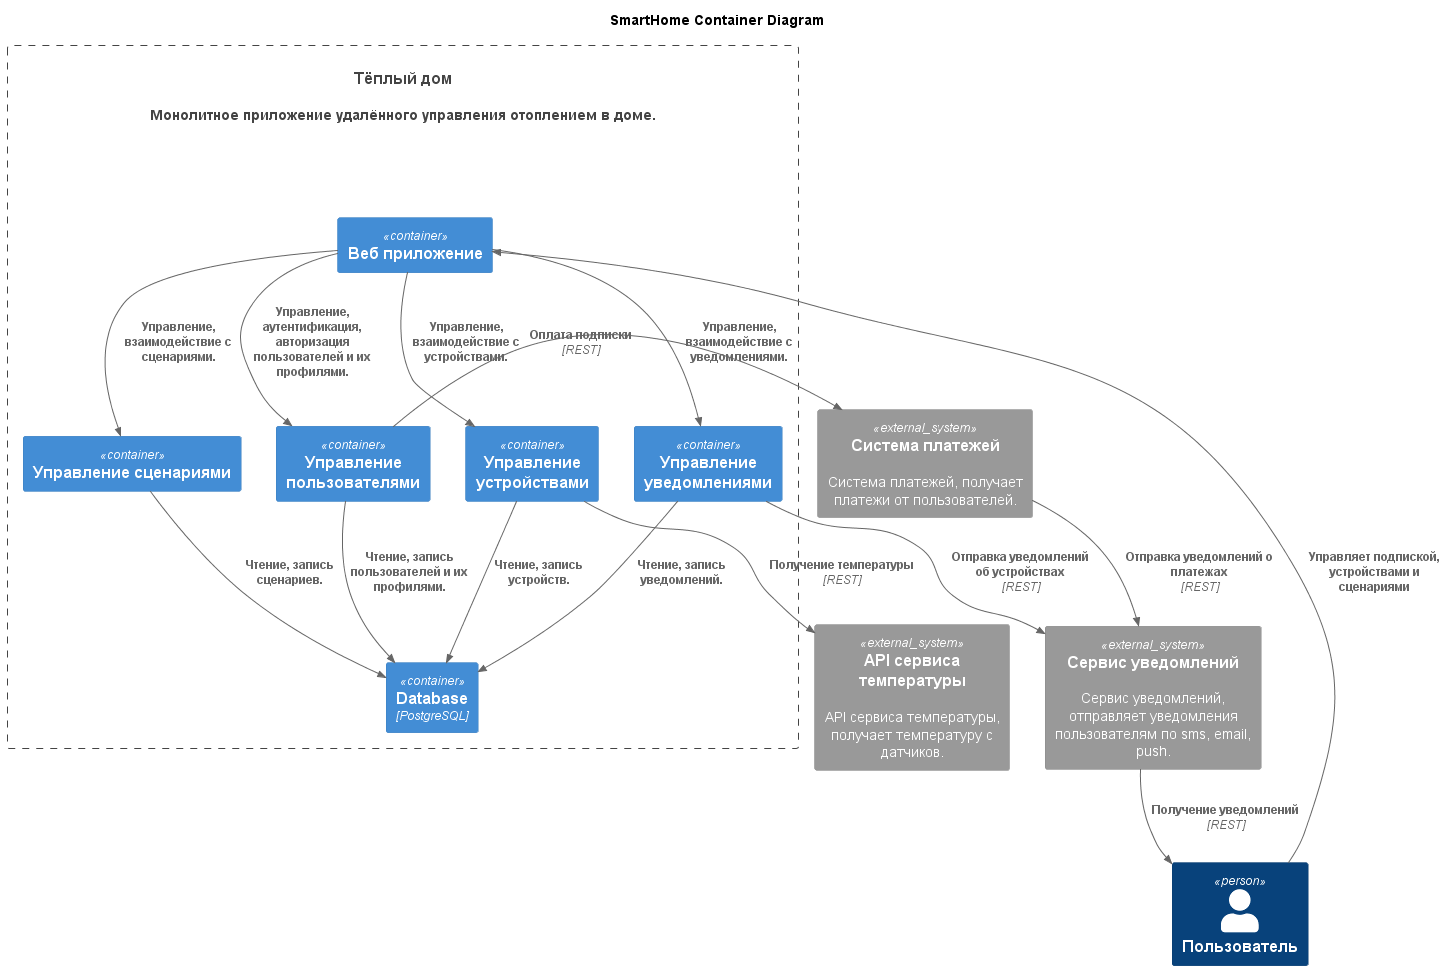 SmartHome Container Diagram
Тёплый дом
Монолитное приложение удалённого управления отоплением в доме.
«container»
Веб приложение
Управление,
взаимодействие с
сценариями.
Управление,
аутентификация,
авторизация
пользователей и их
профилями.
Управление,
взаимодействие с
устройствами.
Оплата подписки
[REST]
Управление,
взаимодействие с
уведомлениями.
«container»
Управление сценариями
«container»
Управление
пользователями
«container»
Управление
устройствами
«container»
Управление
уведомлениями
«external_system»
Система платежей
Система платежей, получает
платежи от пользователей.
Чтение, запись
сценариев.
Чтение, запись
пользователей и их
профилями.
Чтение, запись
устройств.
Чтение, запись
уведомлений.
Получение температуры
[REST]
Отправка уведомлений
об устройствах
[REST]
Отправка уведомлений о
платежах
[REST]
Управляет подпиской,
устройствами и
сценариями
«container»
Database
[PostgreSQL]
«external_system»
API сервиса
температуры
API сервиса температуры,
получает температуру с
датчиков.
«external_system»
Сервис уведомлений
Сервис уведомлений,
отправляет уведомления
пользователям по sms, email,
push.
Получение уведомлений
[REST]
«person»
Пользователь